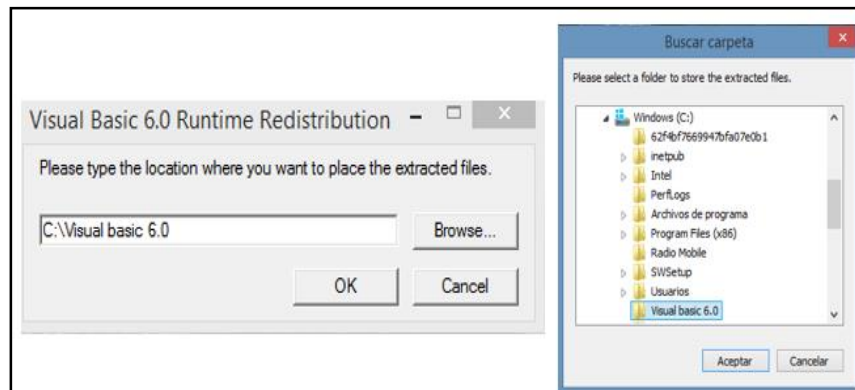 Visual Basic 6.0 Runtime Redistribution
Please type the location where you want to place the extracted files.
C:\Visual basic 6.0
Browse...
OK
Cancel
Buscar carpeta
Please select a folder to store the extracted files.
Windows (C:)
62f4bf7669947bfa07e0b1
inetpub
Intel
PerfLogs
Archivos de programa
Program Files (x86)
Radio Mobile
SWSetup
Usuarios
Visual basic 6.0
Aceptar
Cancelar